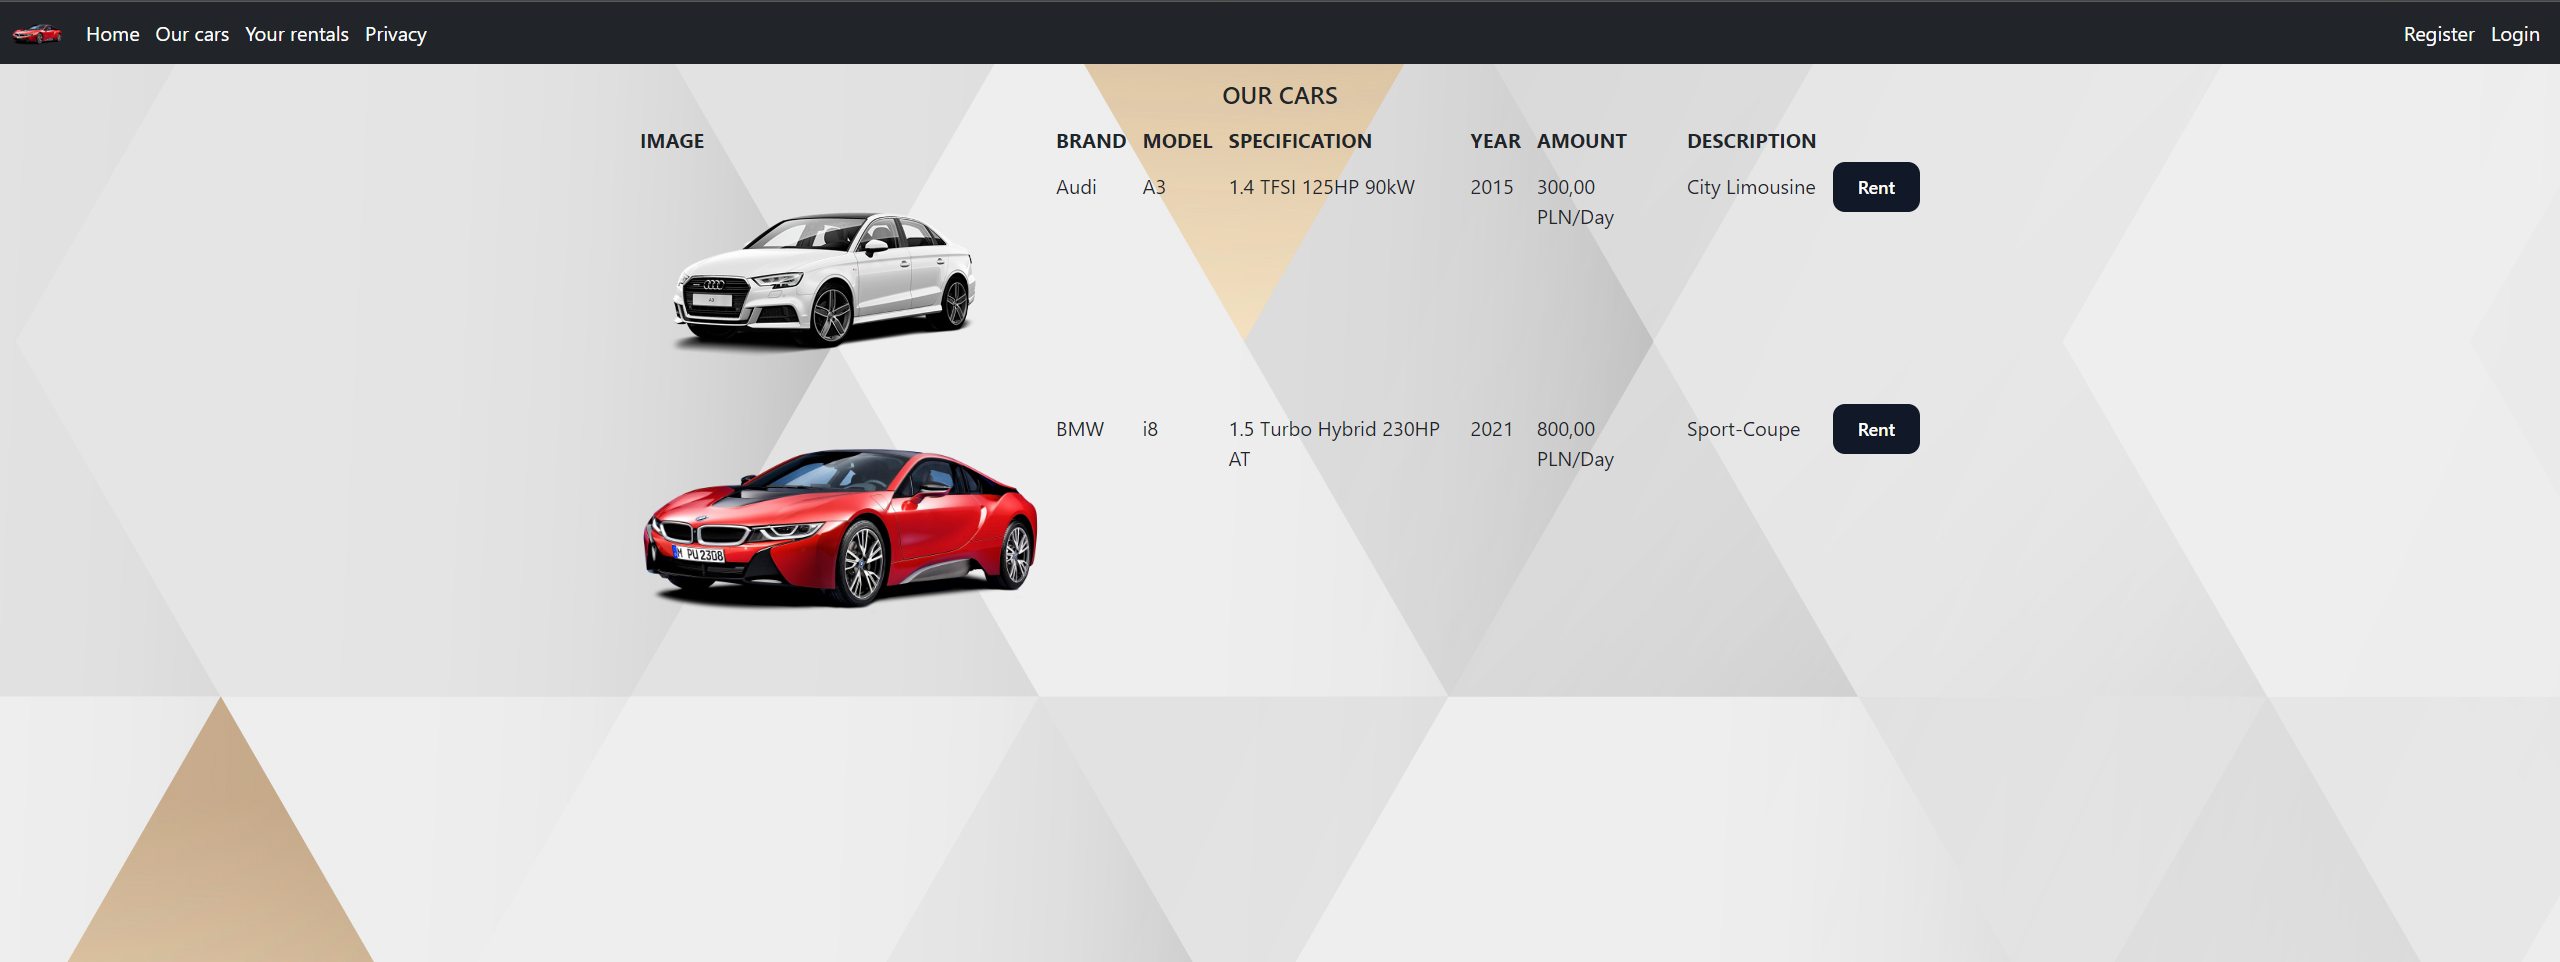 Home Our cars Your rentals Privacy Register Login
OUR CARS
IMAGE BRAND MODEL SPECIFICATION YEAR AMOUNT DESCRIPTION
Audi A3 1.4 TFSI 125HP 90kW 2015 300,00 City Limousine Rent
PLN/Day
A3
BMW i8 1.5 Turbo Hybrid 230HP 2021 800,00 Sport-Coupe Rent
AT PLN/Day
M PU 2308